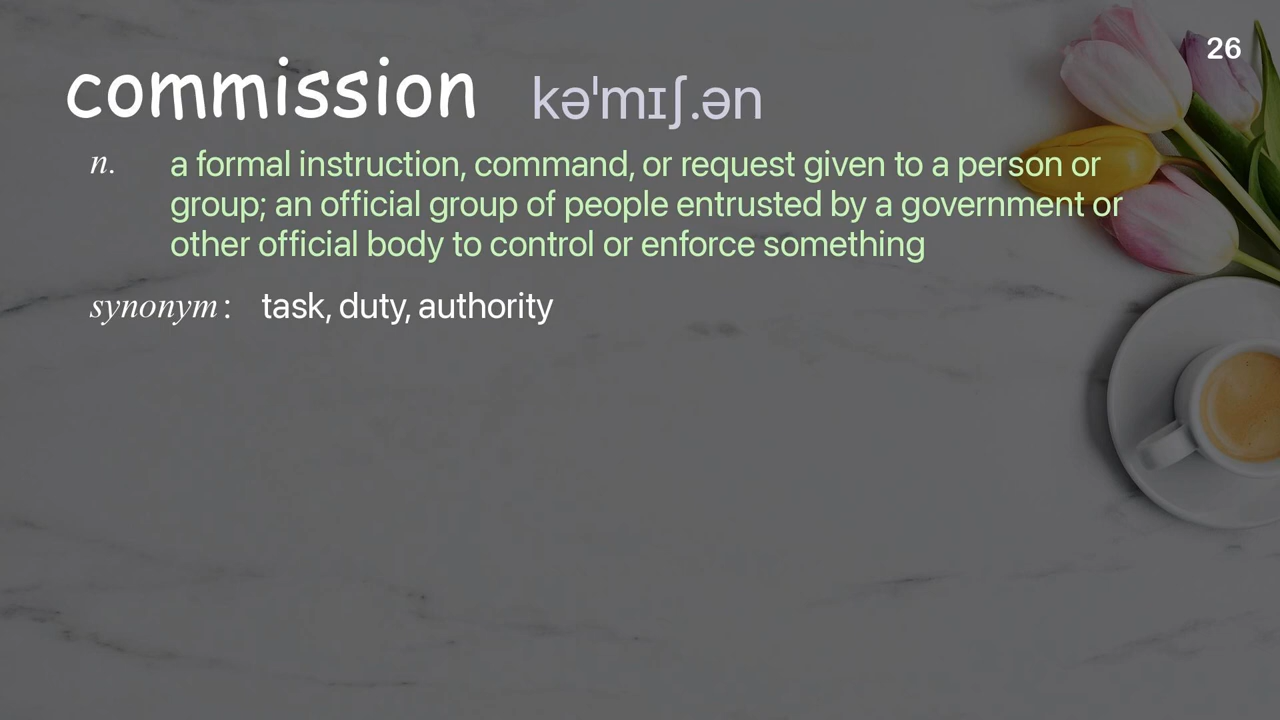 26
commission kəˈmɪʃ.ən
n. a formal instruction, command, or request given to a person or
group; an official group of people entrusted by a government or
other official body to control or enforce something
synonym: task, duty, authority